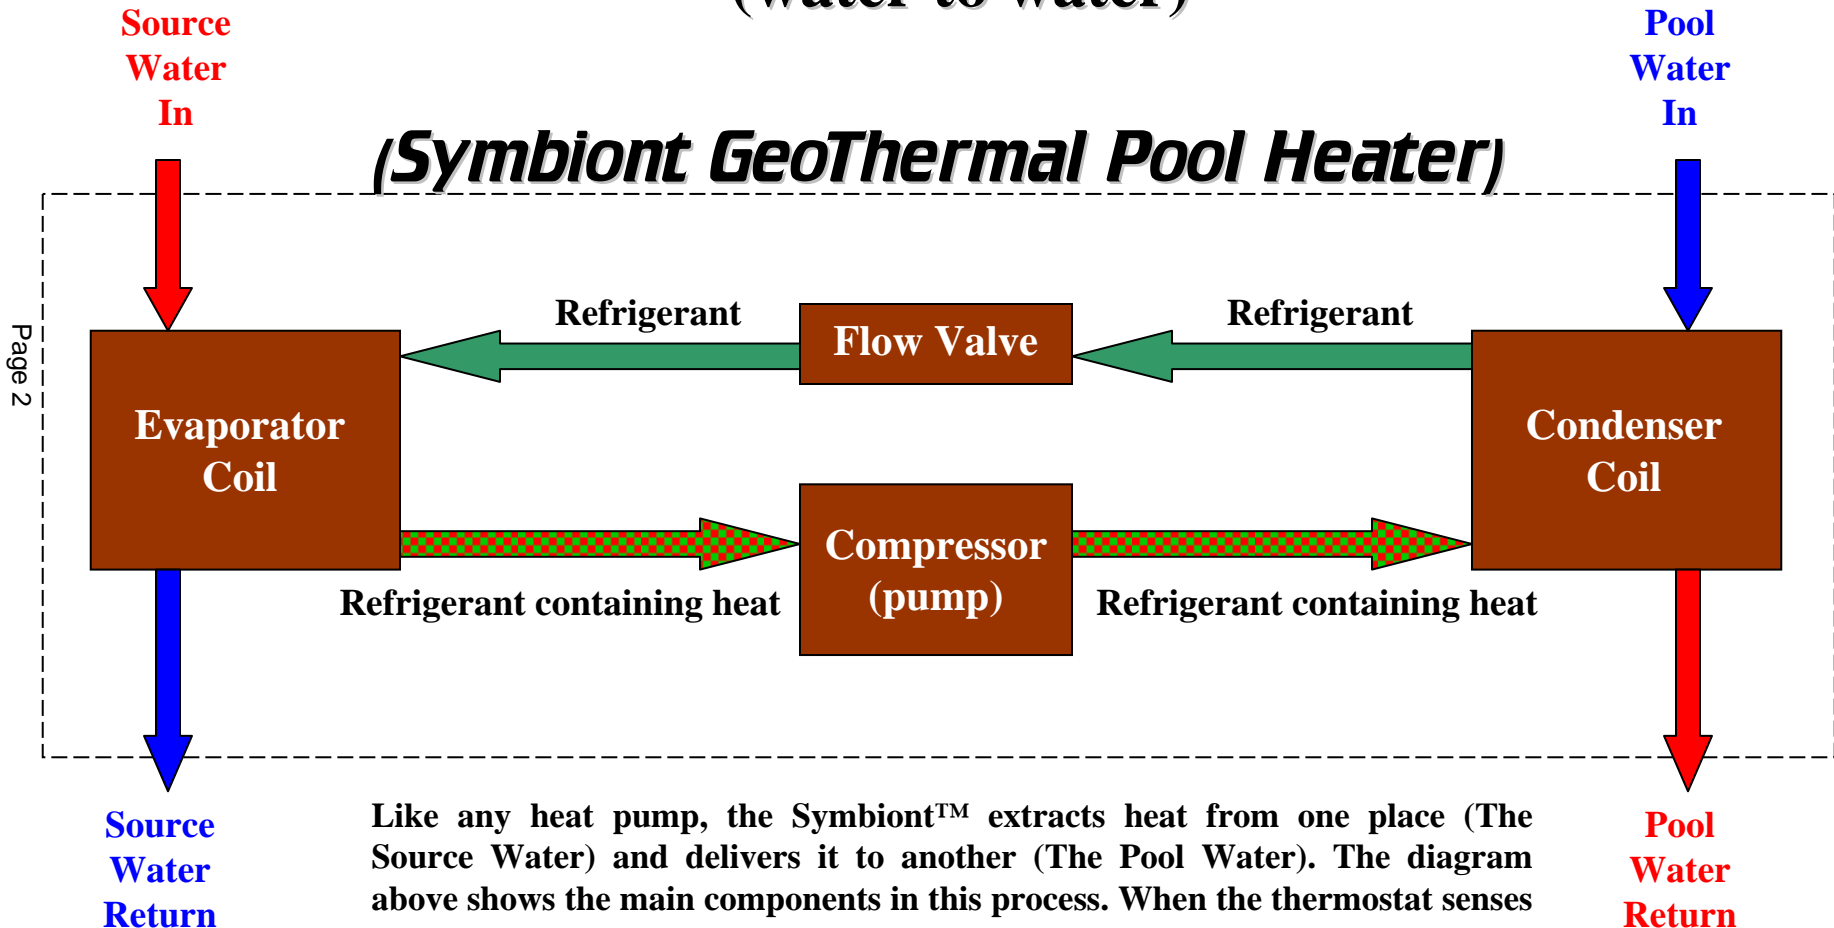 (water to water)
Source
Water
In
Pool
Water
In
(Symbiont GeoThermal Pool Heater)
Page 2
Refrigerant
Flow Valve
Refrigerant
Evaporator
Coil
Condenser
Coil
Compressor
(pump)
Refrigerant containing heat
Refrigerant containing heat
Source
Water
Return
Like any heat pump, the Symbiont™ extracts heat from one place (The
Source Water) and delivers it to another (The Pool Water). The diagram
above shows the main components in this process. When the thermostat senses
Pool
Water
Return